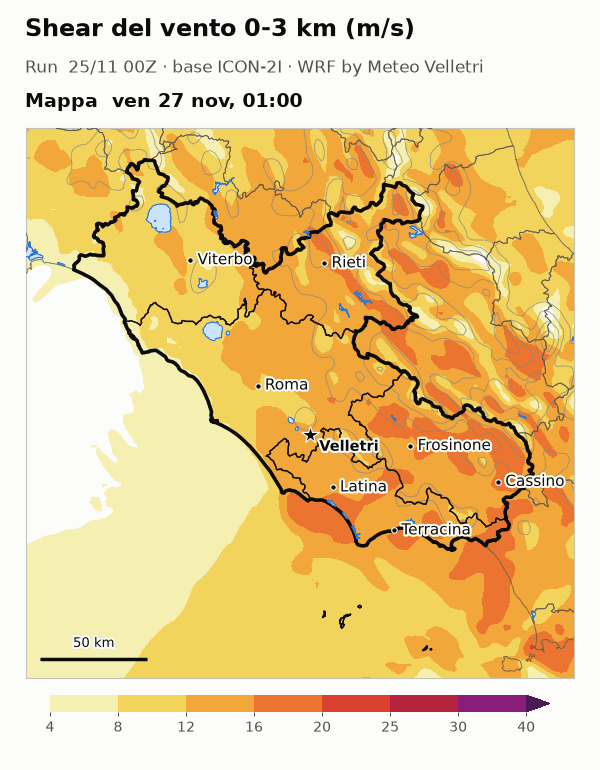 Shear del vento 0-3 km (m/s)
Run  25/11 00Z · base ICON-2I · WRF by Meteo Velletri
Mappa  ven 27 nov, 01:00
Viterbo
Rieti
Roma
Velletri
Frosinone
Cassino
Latina
Terracina
50 km
4 8 12 16 20 25 30 40